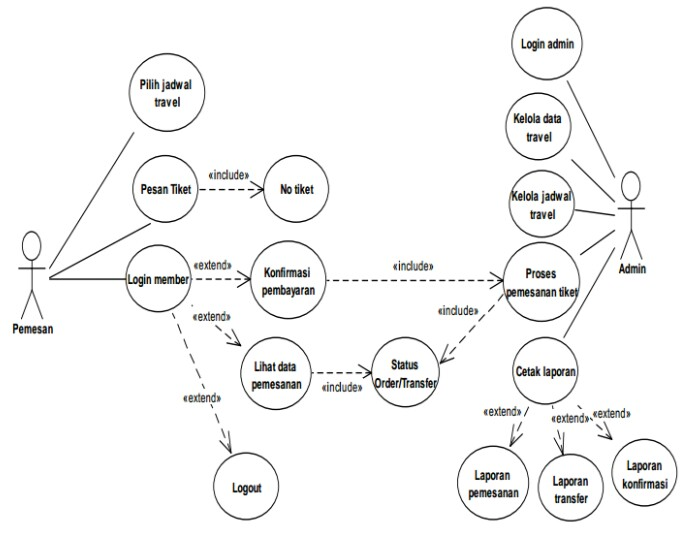 Login admin
Pilih jadwal
travel
Kelola data
travel
Pesan Tiket
«include»
No tiket
Kelola jadwal
travel
Pemesan
Login member
«extend»
Konfirmasi
pembayaran
«include»
Proses
pemesanan tiket
Admin
«extend»
«include»
Lihat data
pemesanan
«include»
Status
Order/Transfer
Cetak laporan
«extend»
«extend»
«extend»
«extend»
Logout
Laporan
pemesanan
Laporan
transfer
Laporan
konfirmasi